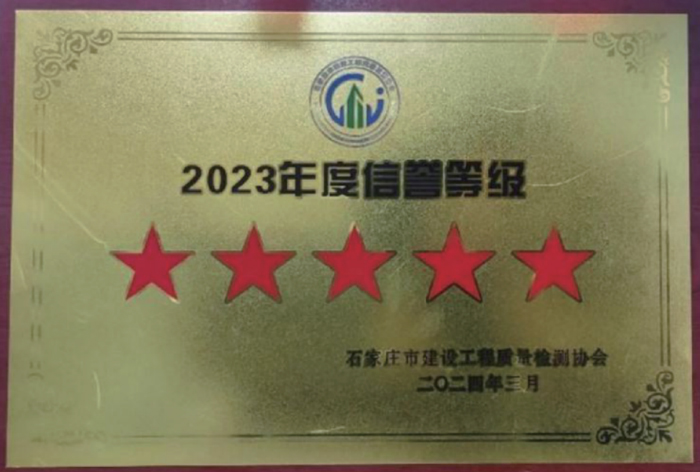 2023年度信誉等级
石家庄市建设工程质量检测协会
二〇二四年三月